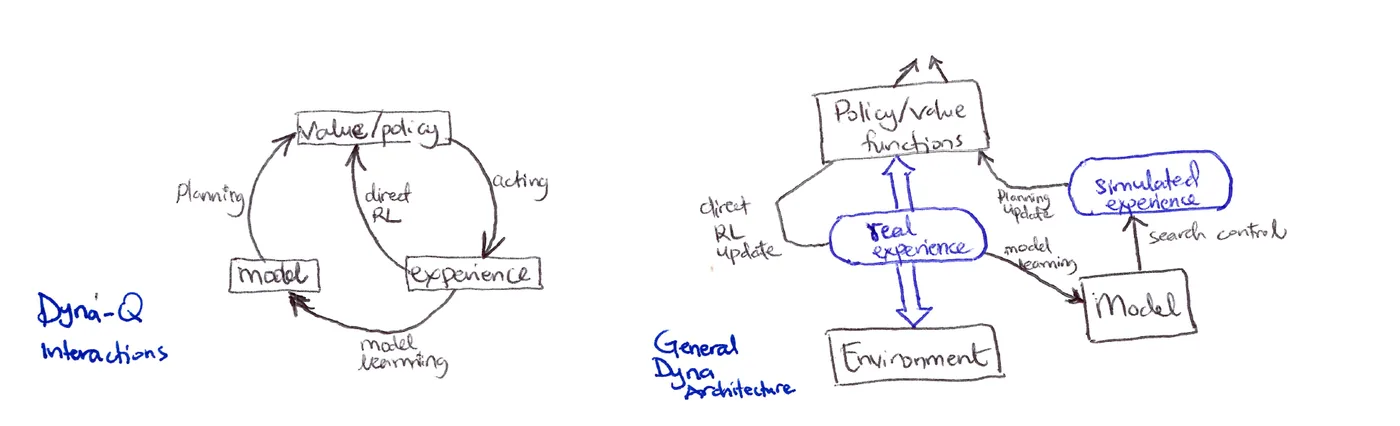 Value/policy
Planning
direct
RL
acting
model
experience
model
learning
Dyna-Q
Interactions
Policy/value
functions
direct
RL
update
real
experience
Planning
update
simulated
experience
search control
model
learning
Model
Environment
General
Dyna
Architecture